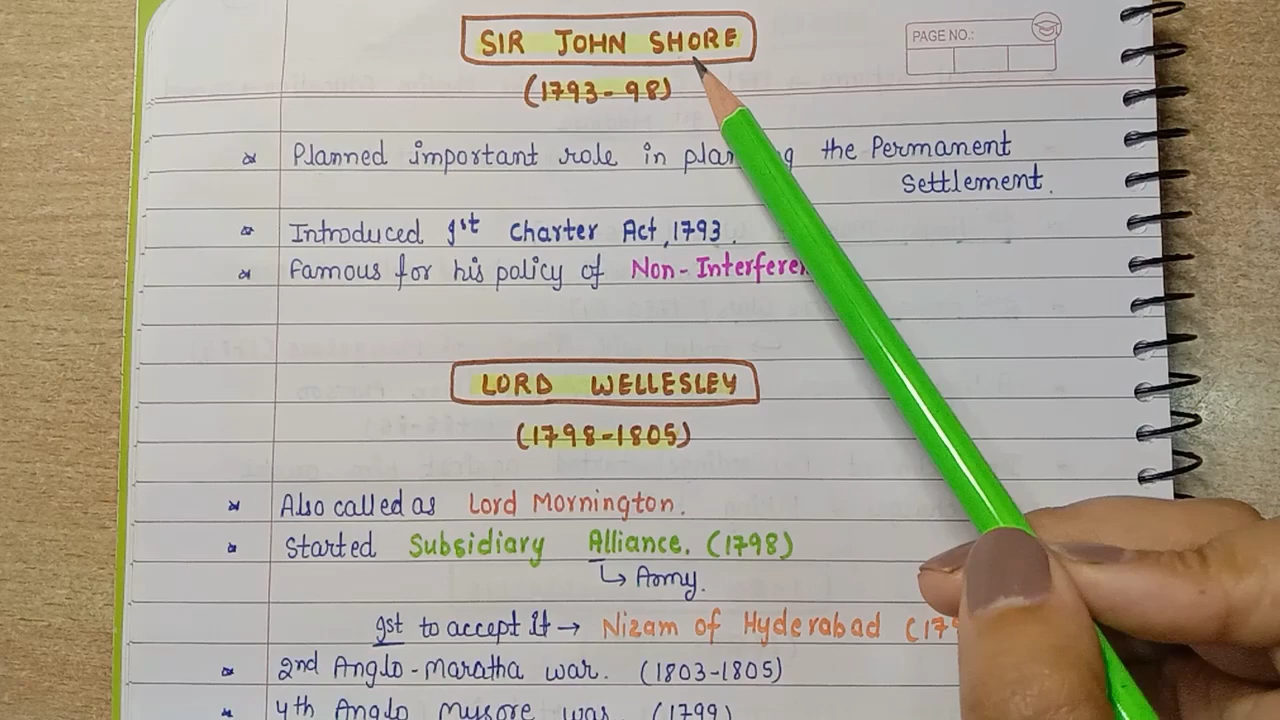 SIR JOHN SHORE
PAGE NO.:
(1793-98)
Planned important role in the Permanent
Settlement.
Introduced 1st Charter Act, 1793.
Famous for his policy of Non-
LORD WELLESLEY
(1798-1805)
Also called as Lord Mornington.
Started Subsidiary Alliance. (1798)
↳ Army.
1st to accept it → Nizam of Hyderabad
2nd Anglo-Maratha war. (1803-1805)
4th Anglo Mysore war. (1799)